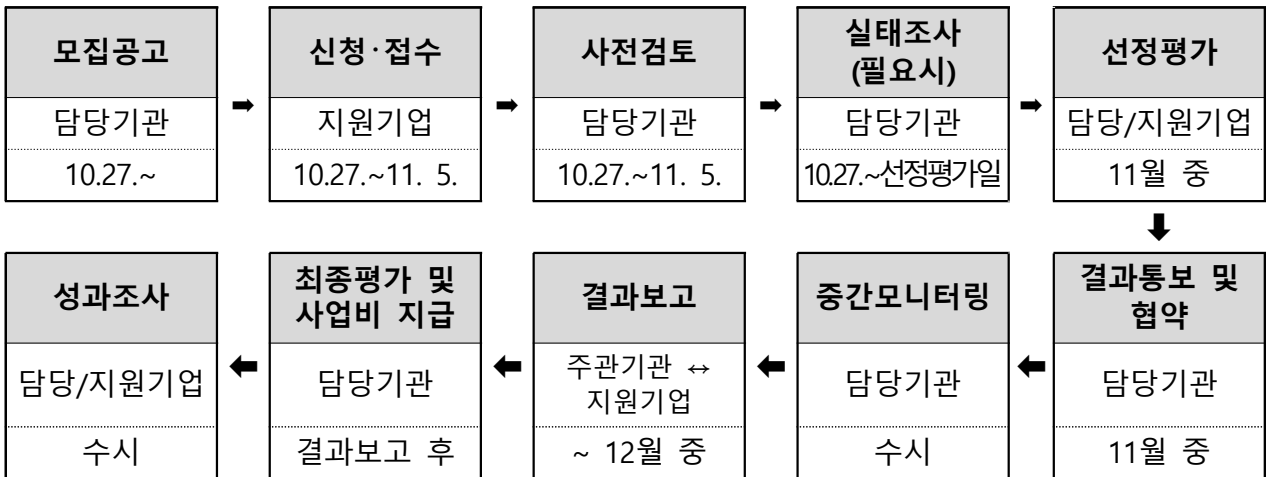 모집공고
담당기관
10.27.~
➡
신청·접수
지원기업
10.27.~11. 5.
➡
사전검토
담당기관
10.27.~11. 5.
➡
실태조사
(필요시)
담당기관
10.27.~선정평가일
➡
선정평가
담당/지원기업
11월 중
⬇
결과통보 및
협약
담당기관
11월 중
⬅
중간모니터링
담당기관
수시
⬅
결과보고
주관기관 ↔
지원기업
~ 12월 중
⬅
최종평가 및
사업비 지급
담당기관
결과보고 후
⬅
성과조사
담당/지원기업
수시